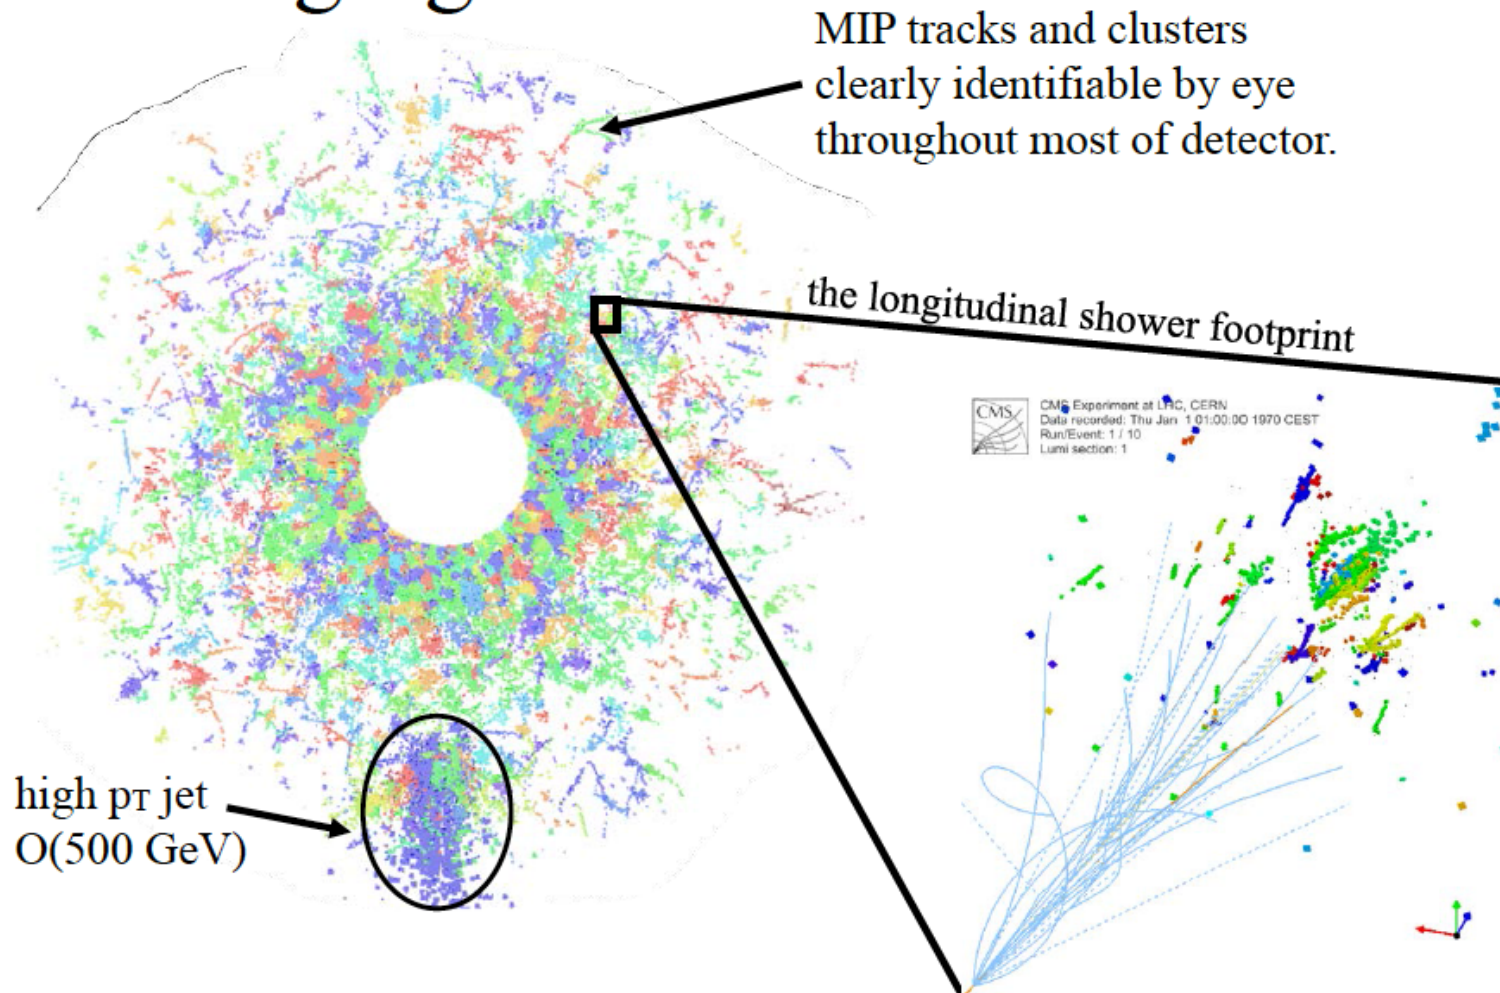 MIP tracks and clusters
clearly identifiable by eye
throughout most of detector.
the longitudinal shower footprint
CMS
CMS Experiment at LHC, CERN
Data recorded: Thu Jan 1 01:00:00 1970 CEST
Run/Event: 1 / 10
Lumi section: 1
high pT jet
O(500 GeV)